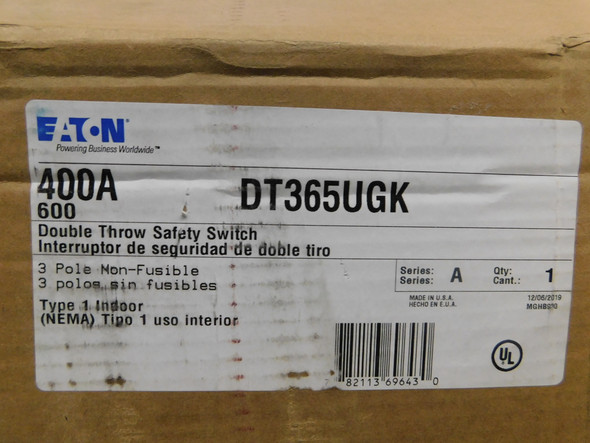 EATON
Powering Business Worldwide™
400A DT365UGK
600
Double Throw Safety Switch
Interruptor de seguridad de doble tiro
3 Pole Non-Fusible
3 polos sin fusibles
Type 1 Indoor
(NEMA) Tipo 1 uso interior
Series: A Qty: 1
Series: Cant.:
MADE IN U.S.A. 12/06/2019
HECHO EN E.U.A.
7 82113 69643 0
UL